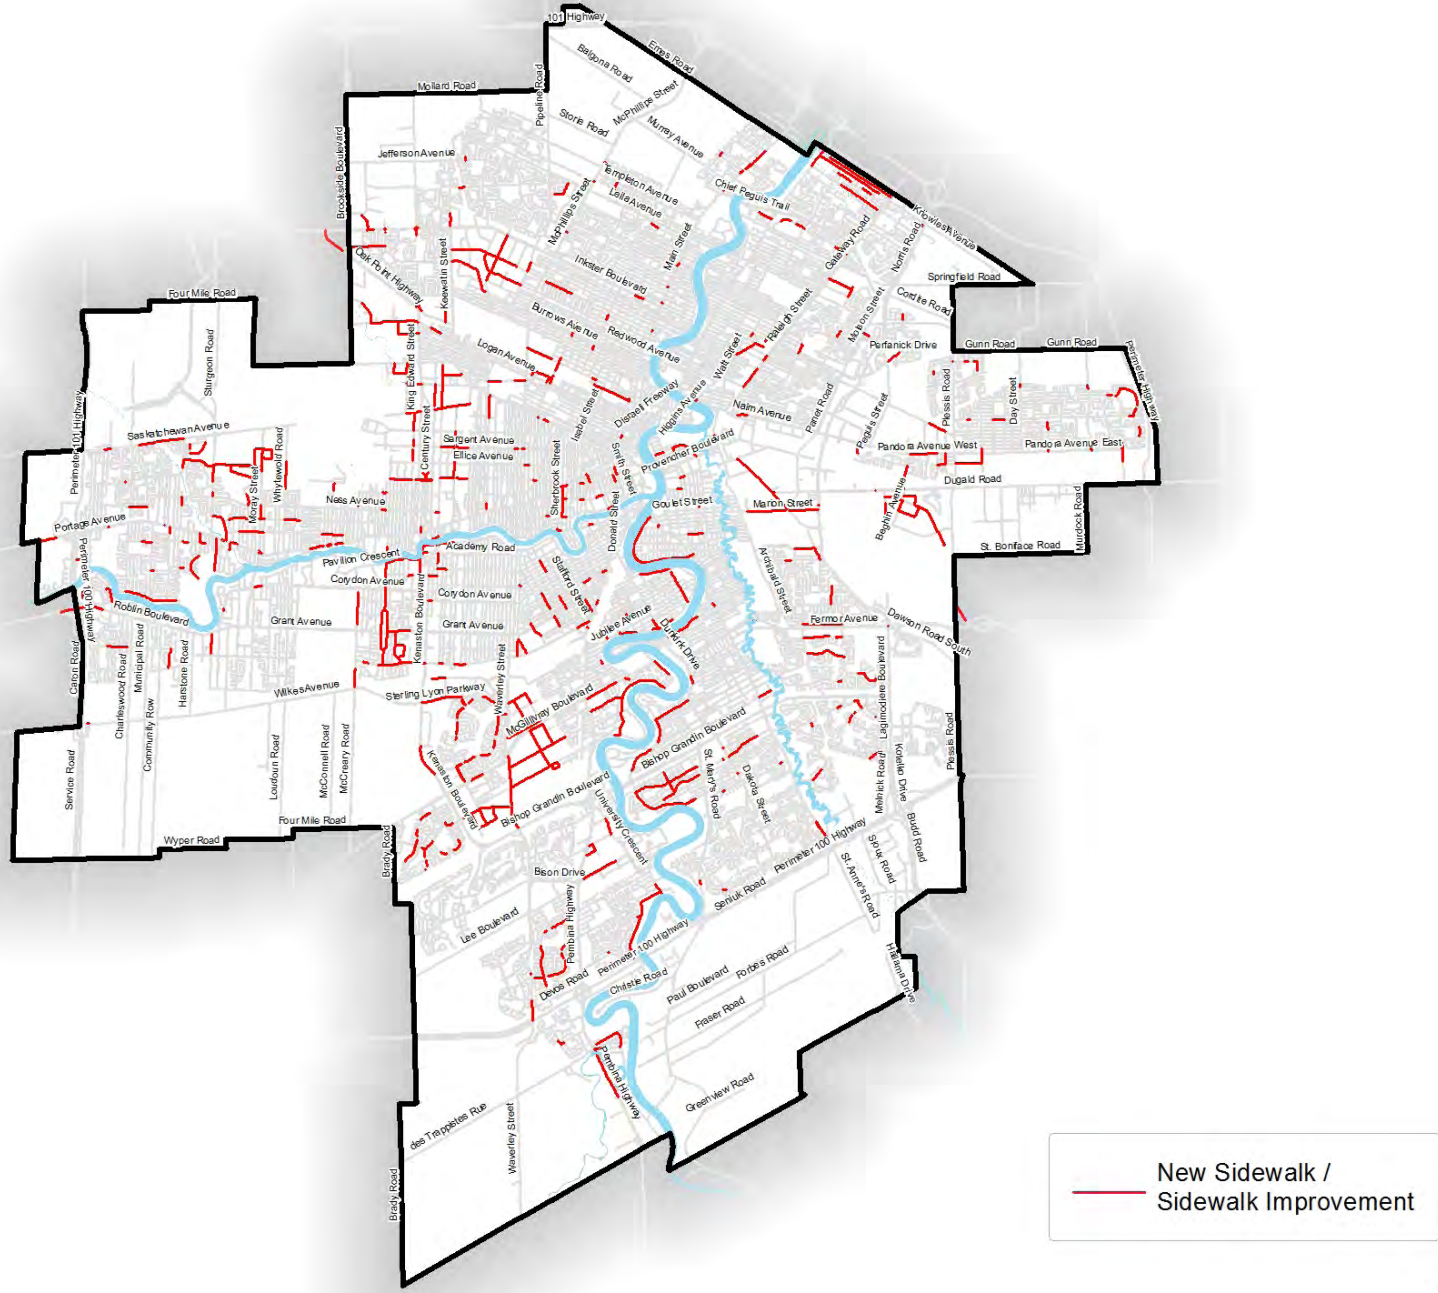 101 Highway
Emes Road
Balgona Road
Mollard Road
Pipeline Road
McPhillips Street
Storie Road
Murray Avenue
Jefferson Avenue
Brookside Boulevard
Templeton Avenue
Leila Avenue
Chief Peguis Trail
McPhillips Street
Main Street
Gateway Road
Norris Road
Knowles Avenue
Oak Point Highway
Keewatin Street
Inkster Boulevard
Springfield Road
Four Mile Road
Cordite Road
Raleigh Street
Molson Street
Burrows Avenue
Redwood Avenue
Sturgeon Road
King Edward Street
Logan Avenue
Watt Street
Perfanick Drive
Gunn Road
Gunn Road
Perimeter Highway
Perimeter 101 Highway
Isabel Street
Disraeli Freeway
Higgins Avenue
Nairn Avenue
Panet Road
Peguis Street
Plessis Road
Day Street
Saskatchewan Avenue
Century Street
Sargent Avenue
Ellice Avenue
Sherbrook Street
Smith Street
Provencher Boulevard
Pandora Avenue West
Pandora Avenue East
Moray Street
Whytewold Road
Ness Avenue
Goulet Street
Marion Street
Dugald Road
Beghin Avenue
Murdock Road
Portage Avenue
Donald Street
Academy Road
Pavilion Crescent
St. Boniface Road
Perimeter 100 Highway
Corydon Avenue
Corydon Avenue
Stafford Street
Archibald Street
Roblin Boulevard
Grant Avenue
Kenaston Boulevard
Grant Avenue
Jubilee Avenue
Dunkirk Drive
Fermor Avenue
Dawson Road South
Caron Road
Charleswood Road
Municipal Road
Harstone Road
Waverley Street
Lagimodiere Boulevard
Wilkes Avenue
Sterling Lyon Parkway
McGillivray Boulevard
Community Row
Bishop Grandin Boulevard
Service Road
Loudoun Road
McConnell Road
McCreary Road
Kenaston Boulevard
St. Mary's Road
Dakota Street
Melnick Road
Kotelko Drive
Plessis Road
Bishop Grandin Boulevard
University Crescent
Four Mile Road
Wyper Road
Brady Road
Perimeter 100 Highway
Budd Road
Sioux Road
St. Anne's Road
Bison Drive
Pembina Highway
Seniuk Road
Lee Boulevard
Perimeter 100 Highway
Devos Road
Christie Road
Paul Boulevard
Forbes Road
Hallama Drive
Fraser Road
Pembina Highway
Greenview Road
des Trappistes Rue
Waverley Street
Brady Road
New Sidewalk /
Sidewalk Improvement